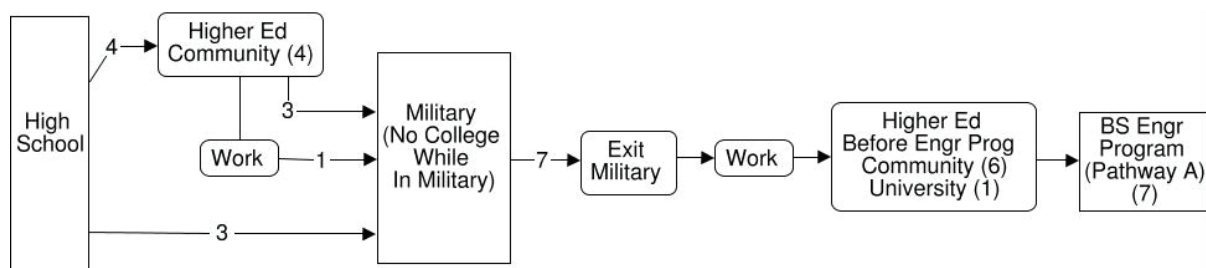 High
School
4
Higher Ed
Community (4)
3
Work
1
3
Military
(No College
While
In Military)
7
Exit
Military
Work
Higher Ed
Before Engr Prog
Community (6)
University (1)
BS Engr
Program
(Pathway A)
(7)